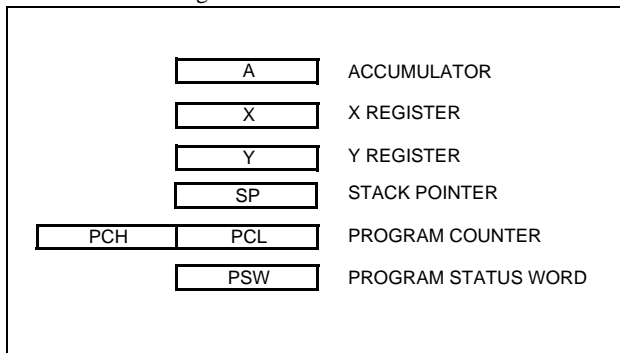 A ACCUMULATOR
X X REGISTER
Y Y REGISTER
SP STACK POINTER
PCH PCL PROGRAM COUNTER
PSW PROGRAM STATUS WORD